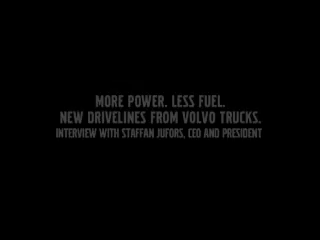 MORE POWER. LESS FUEL.
NEW DRIVELINES FROM VOLVO TRUCKS.
INTERVIEW WITH STAFFAN JUFORS, CEO AND PRESIDENT